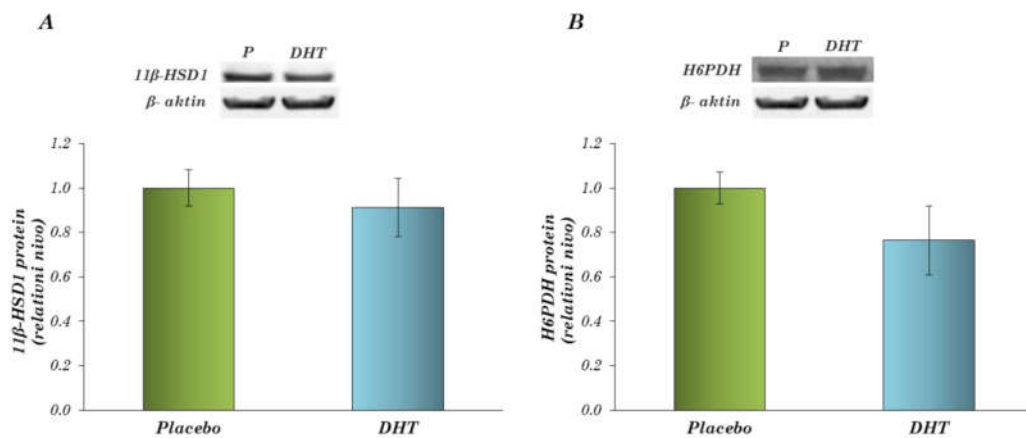 A
P DHT
11β-HSD1
β- aktin
1.2
1.0
0.8
0.6
0.4
0.2
0.0
11β-HSD1 protein
(relativni nivo)
Placebo DHT
B
P DHT
H6PDH
β- aktin
1.2
1.0
0.8
0.6
0.4
0.2
0.0
H6PDH protein
(relativni nivo)
Placebo DHT